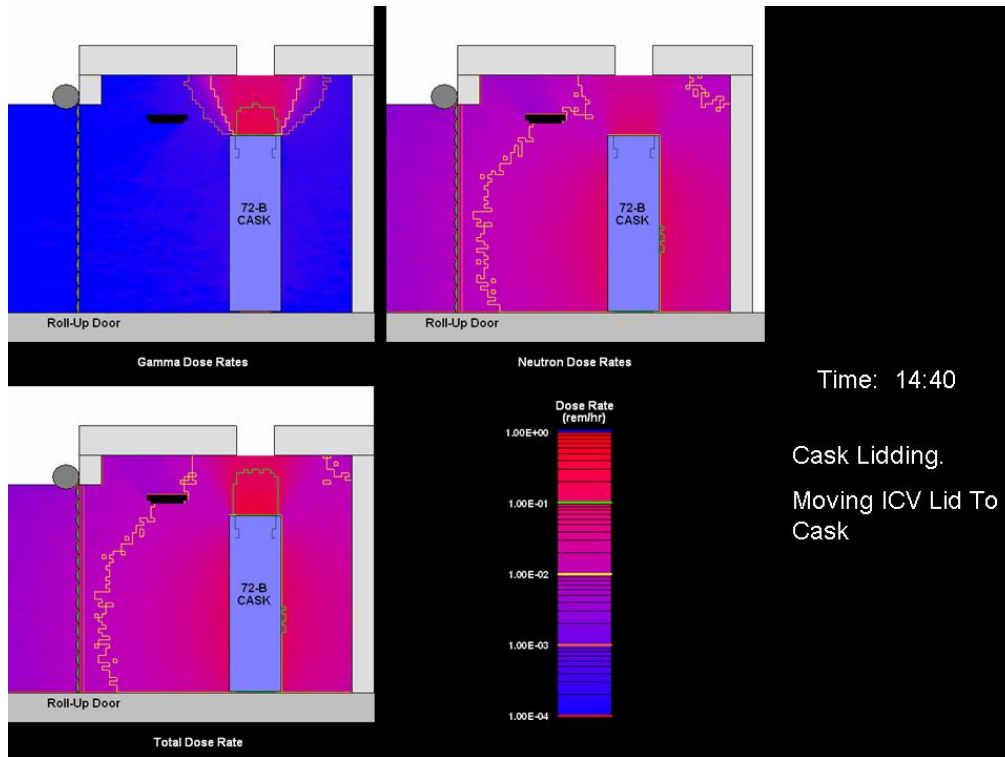 72-B
CASK
Roll-Up Door
Gamma Dose Rates
72-B
CASK
Roll-Up Door
Neutron Dose Rates
Time: 14:40
Cask Lidding.
Moving ICV Lid To
Cask
72-B
CASK
Roll-Up Door
Total Dose Rate
Dose Rate
(rem/hr)
1.00E+00
1.00E-01
1.00E-02
1.00E-03
1.00E-04